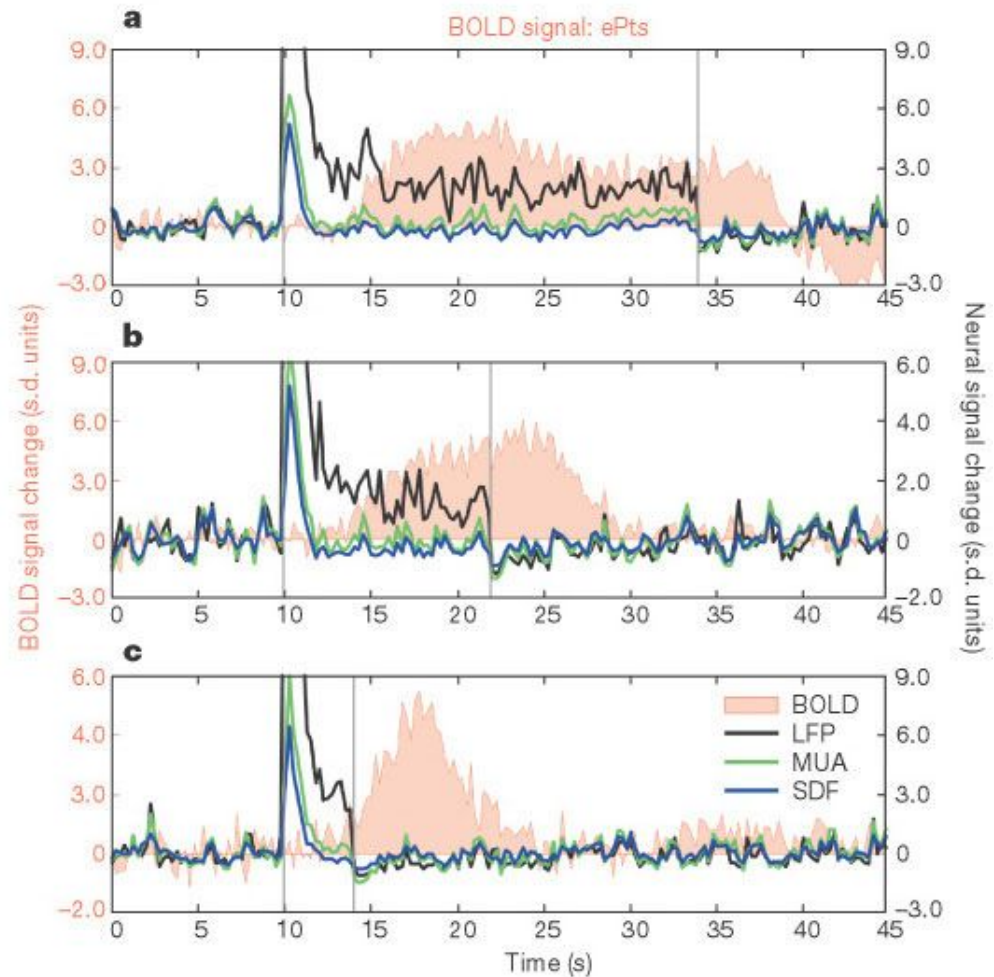 a
BOLD signal: ePts
9.0
6.0
3.0
0
−3.0
9.0
6.0
3.0
0
−3.0
0 5 10 15 20 25 30 35 40 45
b
9.0
6.0
3.0
0
−3.0
6.0
4.0
2.0
0
−2.0
0 5 10 15 20 25 30 35 40 45
c
6.0
4.0
3.0
0
−2.0
9.0
6.0
3.0
0
−3.0
BOLD
LFP
MUA
SDF
0 5 10 15 20 25 30 35 40 45
Time (s)
BOLD signal change (s.d. units)
Neural signal change (s.d. units)